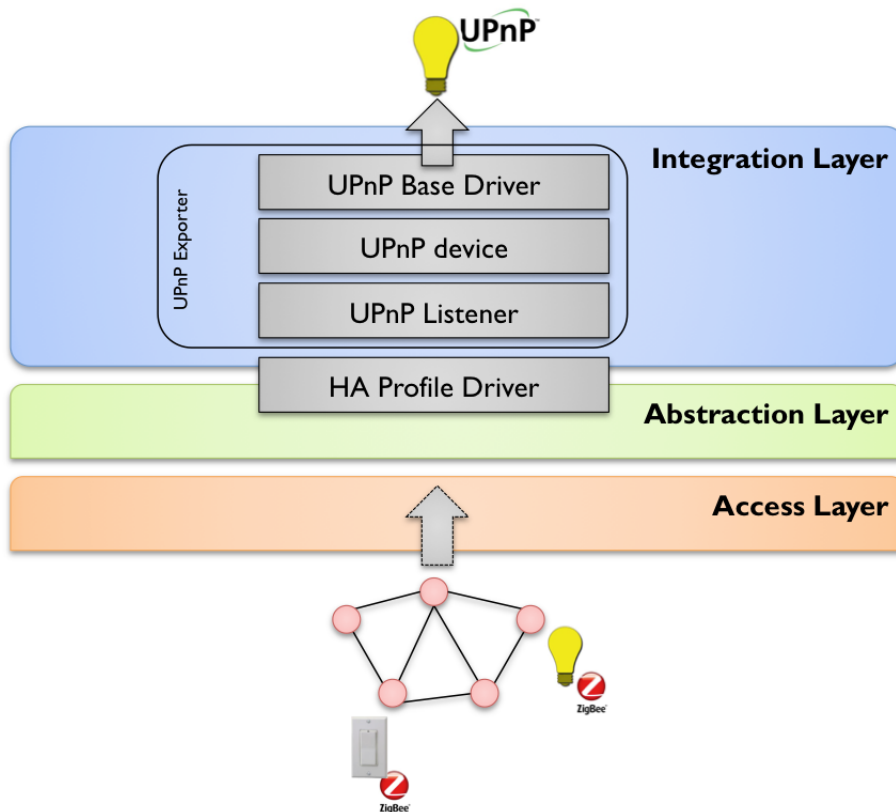 UPnP™
Integration Layer
UPnP Exporter
UPnP Base Driver
UPnP device
UPnP Listener
HA Profile Driver
Abstraction Layer
Access Layer
ZigBee®
ZigBee®